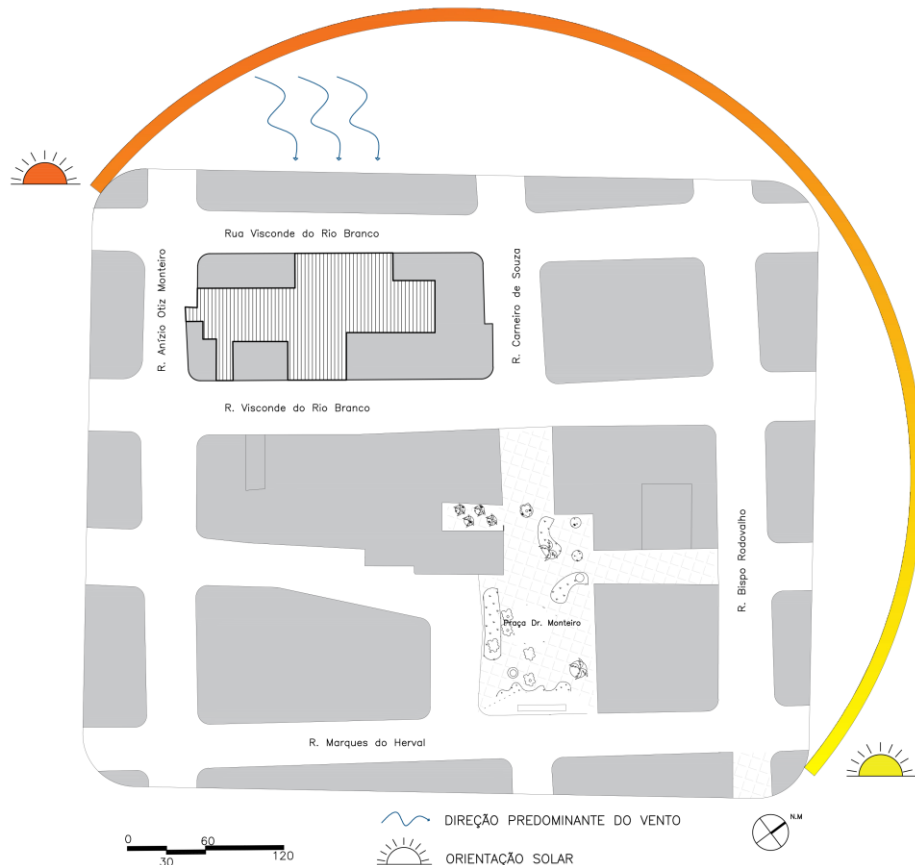 Rua Visconde do Rio Branco
R. Anízio Otiz Monteiro
R. Carneiro de Souza
R. Visconde do Rio Branco
R. Bispo Rodovalho
Praça Dr. Monteiro
R. Marques do Herval
DIREÇÃO PREDOMINANTE DO VENTO
N.M
0 60
30 120
ORIENTAÇÃO SOLAR